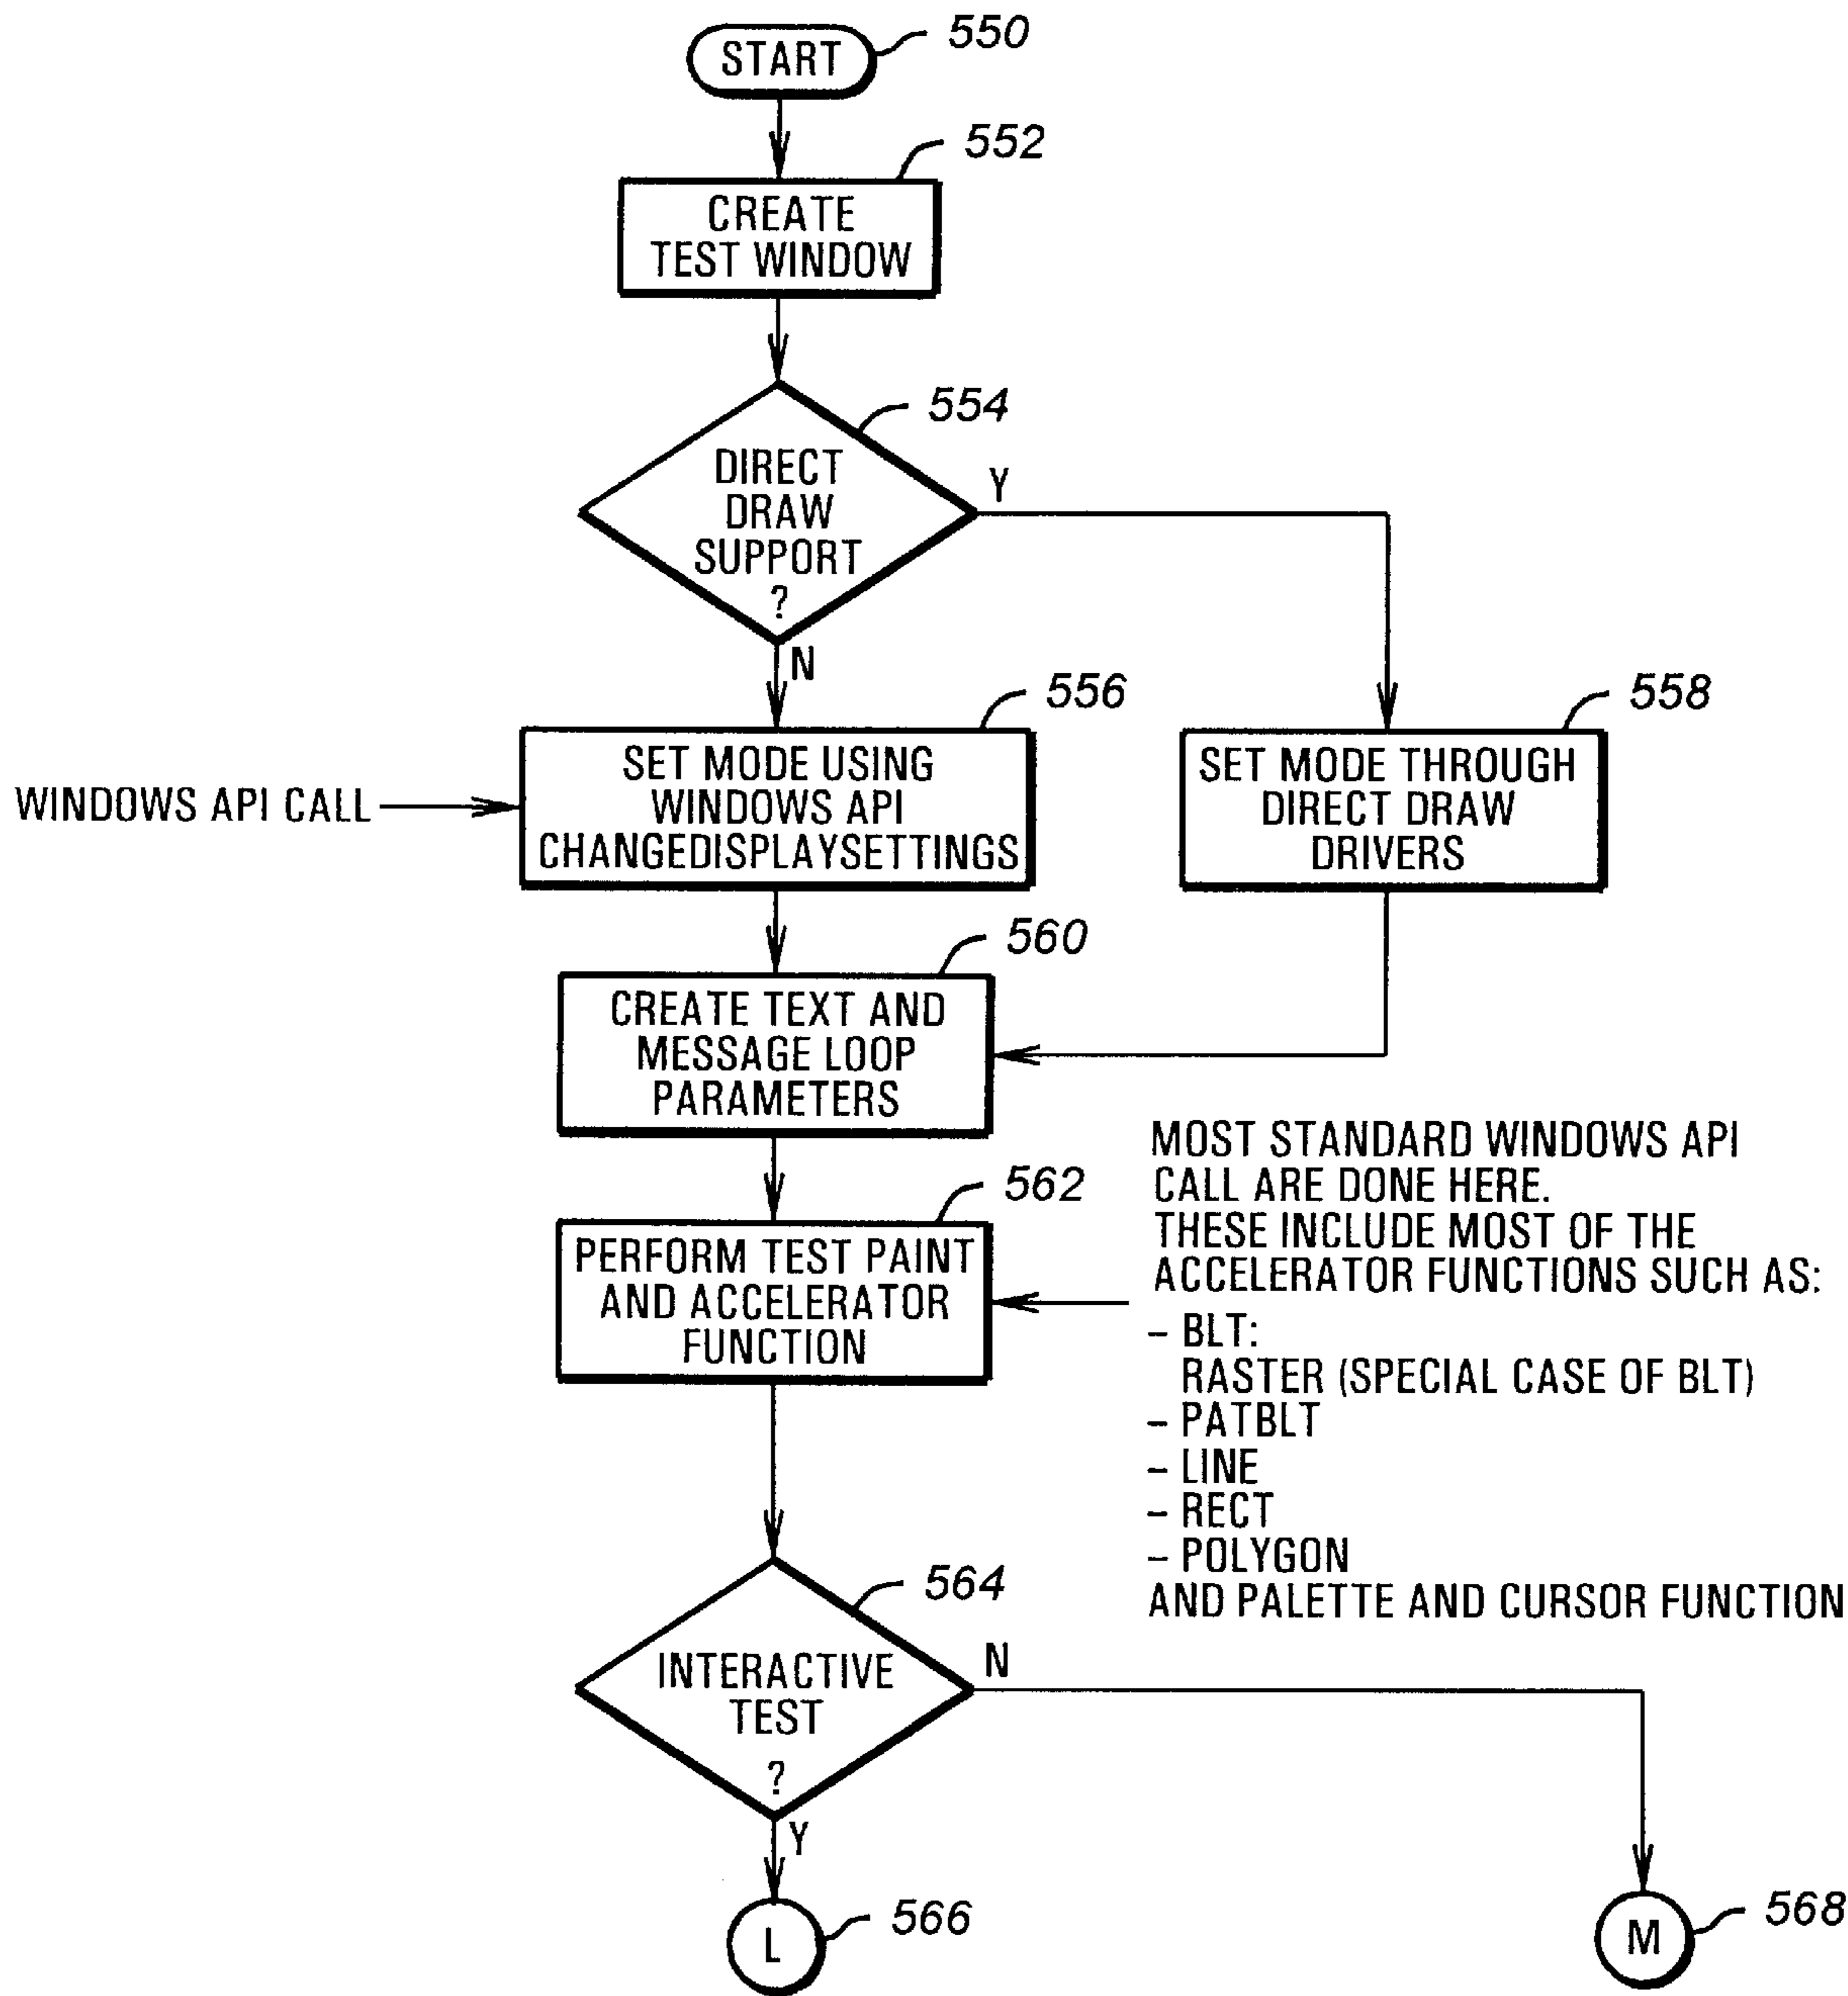 START
550
552
CREATE
TEST WINDOW
554
DIRECT
DRAW
SUPPORT
?
Y
N
556
558
WINDOWS API CALL
SET MODE USING
WINDOWS API
CHANGEDISPLAYSETTINGS
SET MODE THROUGH
DIRECT DRAW
DRIVERS
560
CREATE TEXT AND
MESSAGE LOOP
PARAMETERS
562
PERFORM TEST PAINT
AND ACCELERATOR
FUNCTION
MOST STANDARD WINDOWS API
CALL ARE DONE HERE.
THESE INCLUDE MOST OF THE
ACCELERATOR FUNCTIONS SUCH AS:
– BLT:
RASTER (SPECIAL CASE OF BLT)
– PATBLT
– LINE
– RECT
– POLYGON
AND PALETTE AND CURSOR FUNCTION
564
INTERACTIVE
TEST
?
N
Y
L
566
M
568